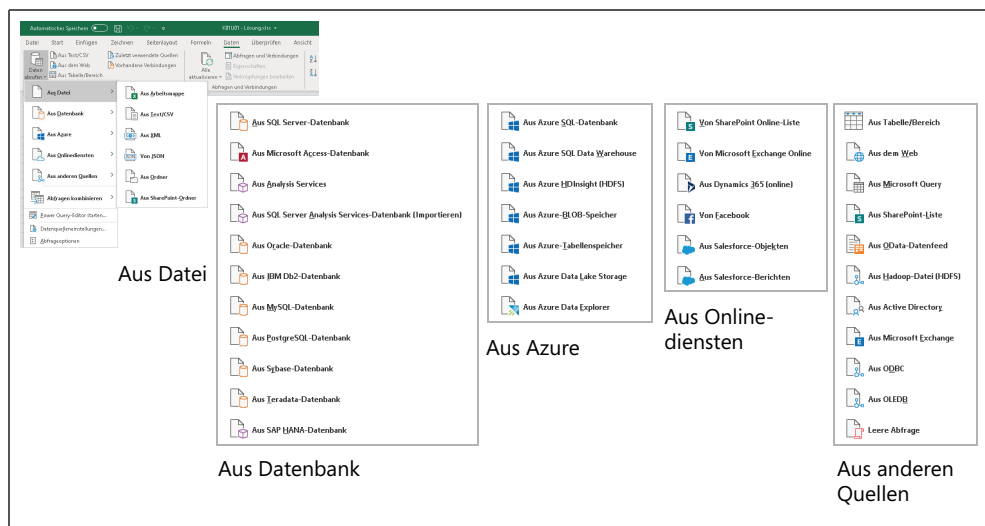 Automatisches Speichern
K01U01 - Lösung.xlsx
Datei Start Einfügen Zeichnen Seitenlayout Formeln Daten Überprüfen Ansicht
Daten abrufen
Aus Text/CSV
Aus dem Web
Aus Tabelle/Bereich
Zuletzt verwendete Quellen
Vorhandene Verbindungen
Alle aktualisieren
Abfragen und Verbindungen
Eigenschaften
Verknüpfungen bearbeiten
Abfragen und Verbindungen
Aus Datei
Aus Datenbank
Aus Azure
Aus Onlinediensten
Aus anderen Quellen
Abfragen kombinieren
Power Query-Editor starten...
Datenquelleneinstellungen...
Abfrageoptionen
Aus Arbeitsmappe
Aus Text/CSV
Aus XML
Von JSON
Aus Ordner
Aus SharePoint-Ordner
Aus Datei
Aus SQL Server-Datenbank
Aus Microsoft Access-Datenbank
Aus Analysis Services
Aus SQL Server Analysis Services-Datenbank (Importieren)
Aus Oracle-Datenbank
Aus IBM Db2-Datenbank
Aus MySQL-Datenbank
Aus PostgreSQL-Datenbank
Aus Sybase-Datenbank
Aus Teradata-Datenbank
Aus SAP HANA-Datenbank
Aus Datenbank
Aus Azure SQL-Datenbank
Aus Azure SQL Data Warehouse
Aus Azure HDInsight (HDFS)
Aus Azure-BLOB-Speicher
Aus Azure-Tabellenspeicher
Aus Azure Data Lake Storage
Aus Azure Data Explorer
Aus Azure
Von SharePoint Online-Liste
Von Microsoft Exchange Online
Aus Dynamics 365 (online)
Von Facebook
Aus Salesforce-Objekten
Aus Salesforce-Berichten
Aus Online-
diensten
Aus Tabelle/Bereich
Aus dem Web
Aus Microsoft Query
Aus SharePoint-Liste
Aus OData-Datenfeed
Aus Hadoop-Datei (HDFS)
Aus Active Directory
Aus Microsoft Exchange
Aus ODBC
Aus OLEDB
Leere Abfrage
Aus anderen
Quellen